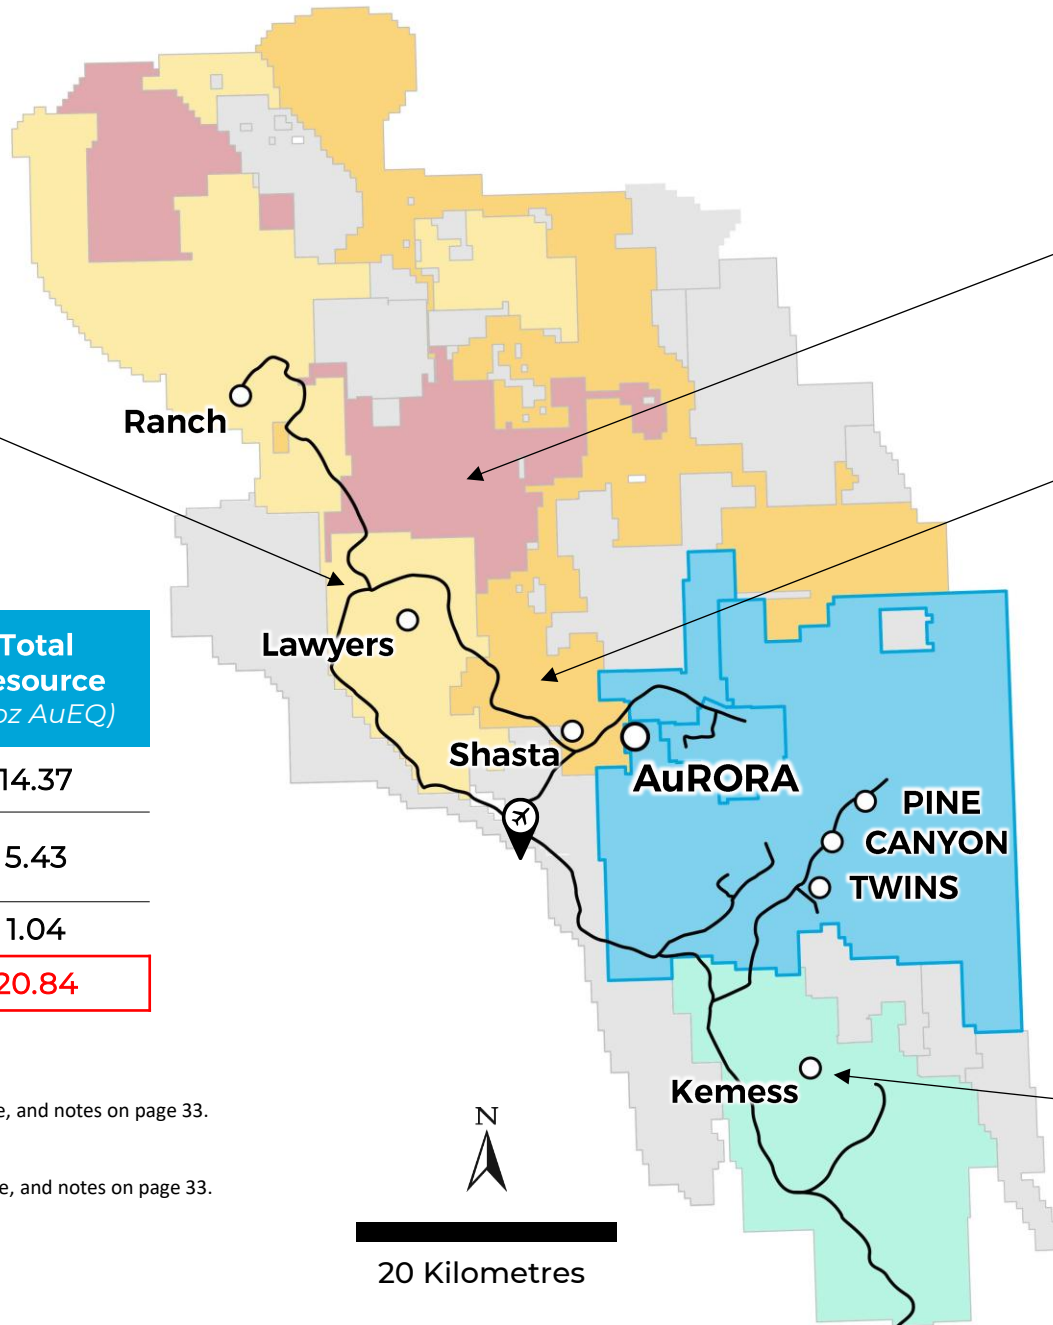 Ranch
Lawyers
Total
esource
oz AuEQ)
14.37
5.43
1.04
20.84
Shasta
AuRORA
PINE
CANYON
TWINS
Kemess
e, and notes on page 33.
e, and notes on page 33.
N
20 Kilometres